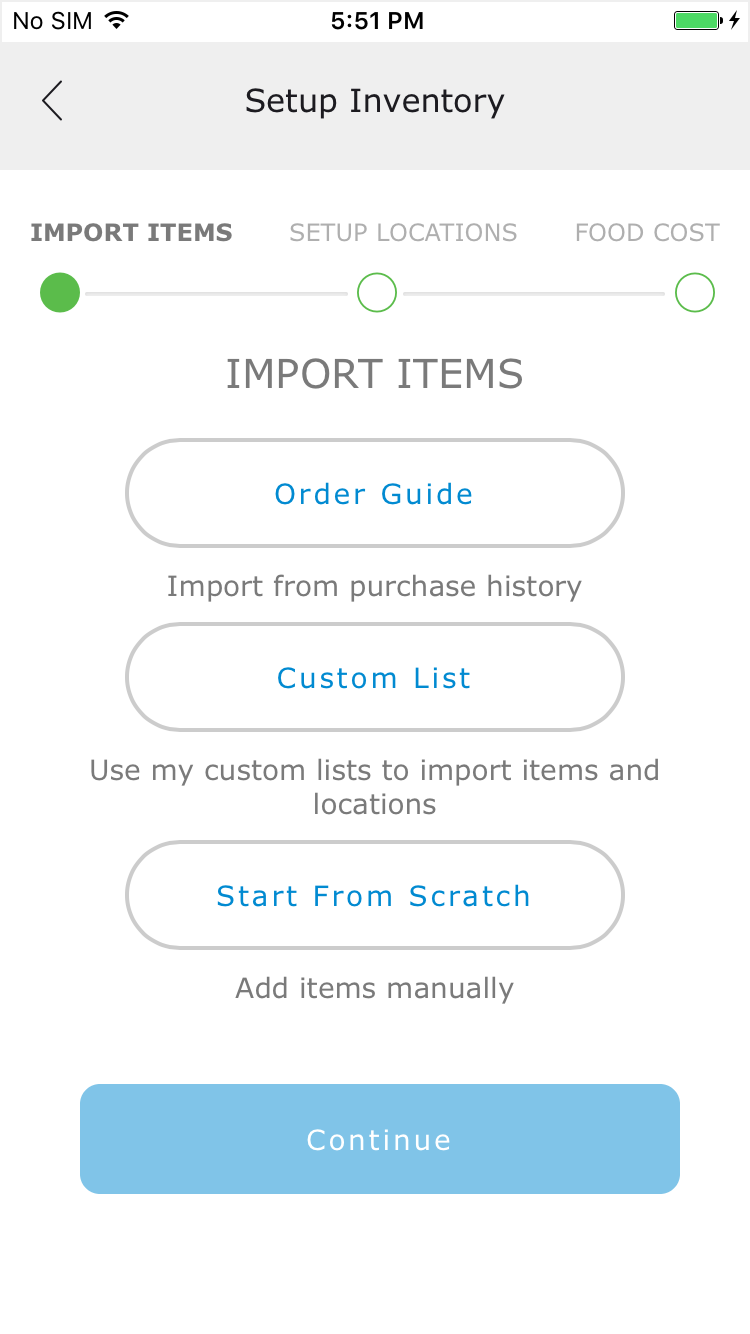 No SIM 5:51 PM
Setup Inventory
IMPORT ITEMS SETUP LOCATIONS FOOD COST
IMPORT ITEMS
Order Guide
Import from purchase history
Custom List
Use my custom lists to import items and
locations
Start From Scratch
Add items manually
Continue